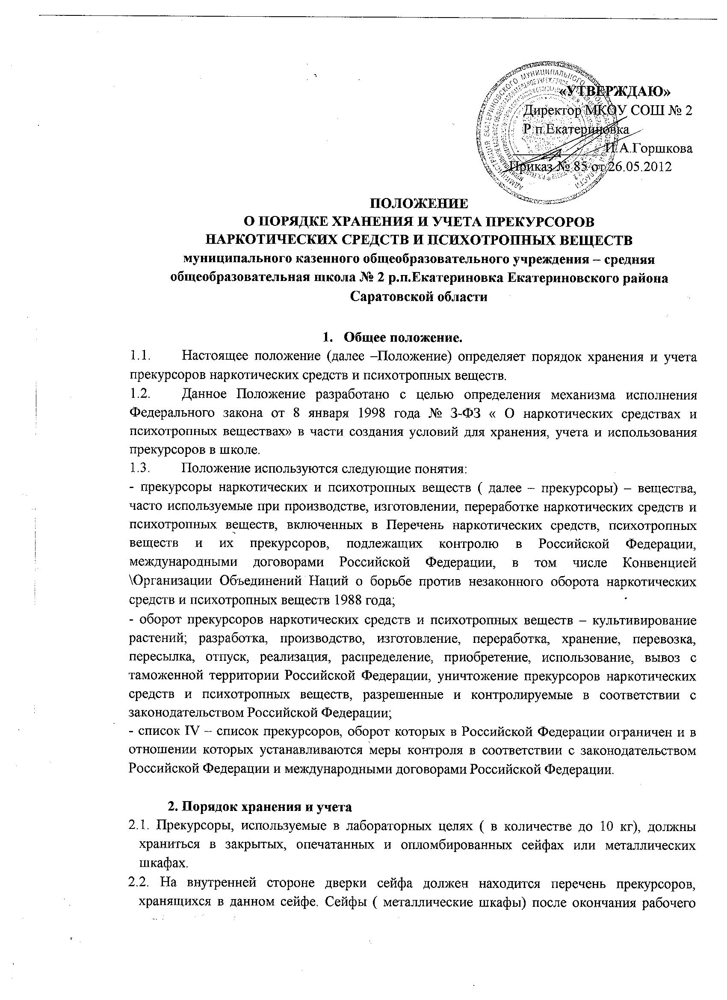 «УТВЕРЖДАЮ»
Директор МКОУ СОШ № 2
Р.п.Екатериновка
И.А.Горшкова
Приказ № 85 от 26.05.2012
ПОЛОЖЕНИЕ
О ПОРЯДКЕ ХРАНЕНИЯ И УЧЕТА ПРЕКУРСОРОВ
НАРКОТИЧЕСКИХ СРЕДСТВ И ПСИХОТРОПНЫХ ВЕЩЕСТВ
муниципального казенного общеобразовательного учреждения – средняя
общеобразовательная школа № 2 р.п.Екатериновка Екатериновского района
Саратовской области
1. Общее положение.
1.1. Настоящее положение (далее –Положение) определяет порядок хранения и учета
прекурсоров наркотических средств и психотропных веществ.
1.2. Данное Положение разработано с целью определения механизма исполнения
Федерального закона от 8 января 1998 года № 3-ФЗ « О наркотических средствах и
психотропных веществах» в части создания условий для хранения, учета и использования
прекурсоров в школе.
1.3. Положение используются следующие понятия:
- прекурсоры наркотических и психотропных веществ ( далее – прекурсоры) – вещества,
часто используемые при производстве, изготовлении, переработке наркотических средств и
психотропных веществ, включенных в Перечень наркотических средств, психотропных
веществ и их прекурсоров, подлежащих контролю в Российской Федерации,
международными договорами Российской Федерации, в том числе Конвенцией
\Организации Объединений Наций о борьбе против незаконного оборота наркотических
средств и психотропных веществ 1988 года;
- оборот прекурсоров наркотических средств и психотропных веществ – культивирование
растений; разработка, производство, изготовление, переработка, хранение, перевозка,
пересылка, отпуск, реализация, распределение, приобретение, использование, вывоз с
таможенной территории Российской Федерации, уничтожение прекурсоров наркотических
средств и психотропных веществ, разрешенные и контролируемые в соответствии с
законодательством Российской Федерации;
- список IV – список прекурсоров, оборот которых в Российской Федерации ограничен и в
отношении которых устанавливаются меры контроля в соответствии с законодательством
Российской Федерации и международными договорами Российской Федерации.
2. Порядок хранения и учета
2.1. Прекурсоры, используемые в лабораторных целях ( в количестве до 10 кг), должны
храниться в закрытых, опечатанных и опломбированных сейфах или металлических
шкафах.
2.2. На внутренней стороне дверки сейфа должен находится перечень прекурсоров,
хранящихся в данном сейфе. Сейфы ( металлические шкафы) после окончания рабочего